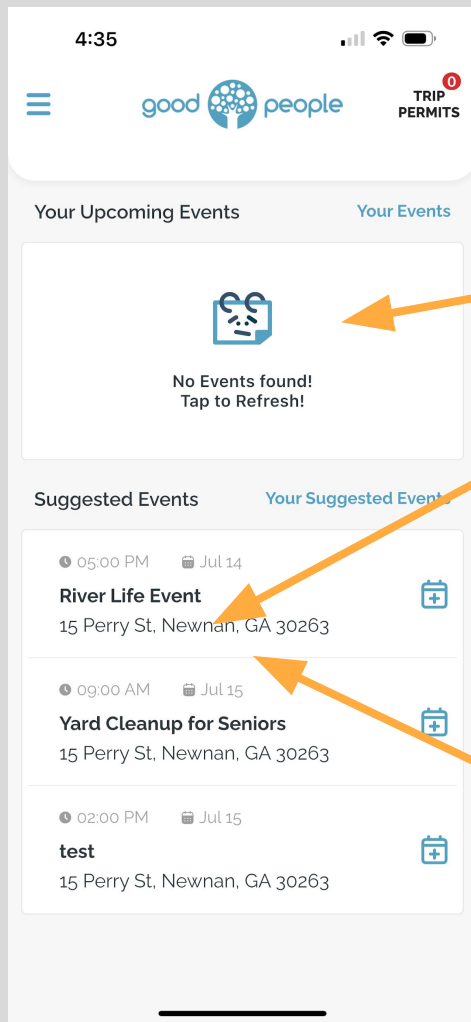 4:35
good people
0
TRIP
PERMITS
Your Upcoming Events
Your Events
No Events found!
Tap to Refresh!
Suggested Events
Your Suggested Events
05:00 PM Jul 14
River Life Event
15 Perry St, Newnan, GA 30263
09:00 AM Jul 15
Yard Cleanup for Seniors
15 Perry St, Newnan, GA 30263
02:00 PM Jul 15
test
15 Perry St, Newnan, GA 30263